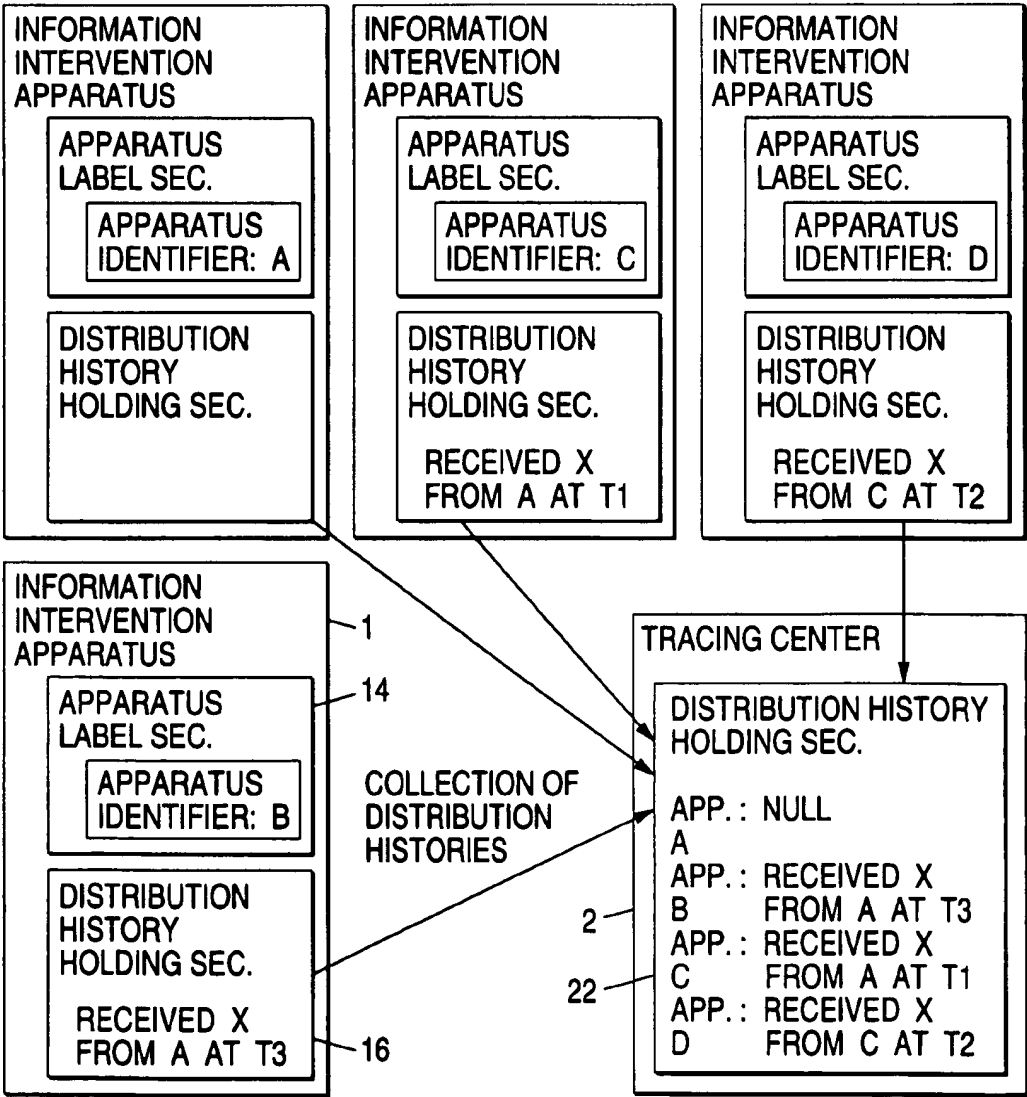 INFORMATION
INTERVENTION
APPARATUS
APPARATUS
LABEL SEC.
APPARATUS
IDENTIFIER: A
DISTRIBUTION
HISTORY
HOLDING SEC.
INFORMATION
INTERVENTION
APPARATUS
APPARATUS
LABEL SEC.
APPARATUS
IDENTIFIER: C
DISTRIBUTION
HISTORY
HOLDING SEC.
RECEIVED X
FROM A AT T1
INFORMATION
INTERVENTION
APPARATUS
APPARATUS
LABEL SEC.
APPARATUS
IDENTIFIER: D
DISTRIBUTION
HISTORY
HOLDING SEC.
RECEIVED X
FROM C AT T2
INFORMATION
INTERVENTION
APPARATUS
1
APPARATUS
LABEL SEC.
14
APPARATUS
IDENTIFIER: B
DISTRIBUTION
HISTORY
HOLDING SEC.
RECEIVED X
FROM A AT T3
16
COLLECTION OF
DISTRIBUTION
HISTORIES
TRACING CENTER
DISTRIBUTION HISTORY
HOLDING SEC.
APP.: NULL
A
APP.: RECEIVED X
B FROM A AT T3
APP.: RECEIVED X
C FROM A AT T1
APP.: RECEIVED X
D FROM C AT T2
2
22